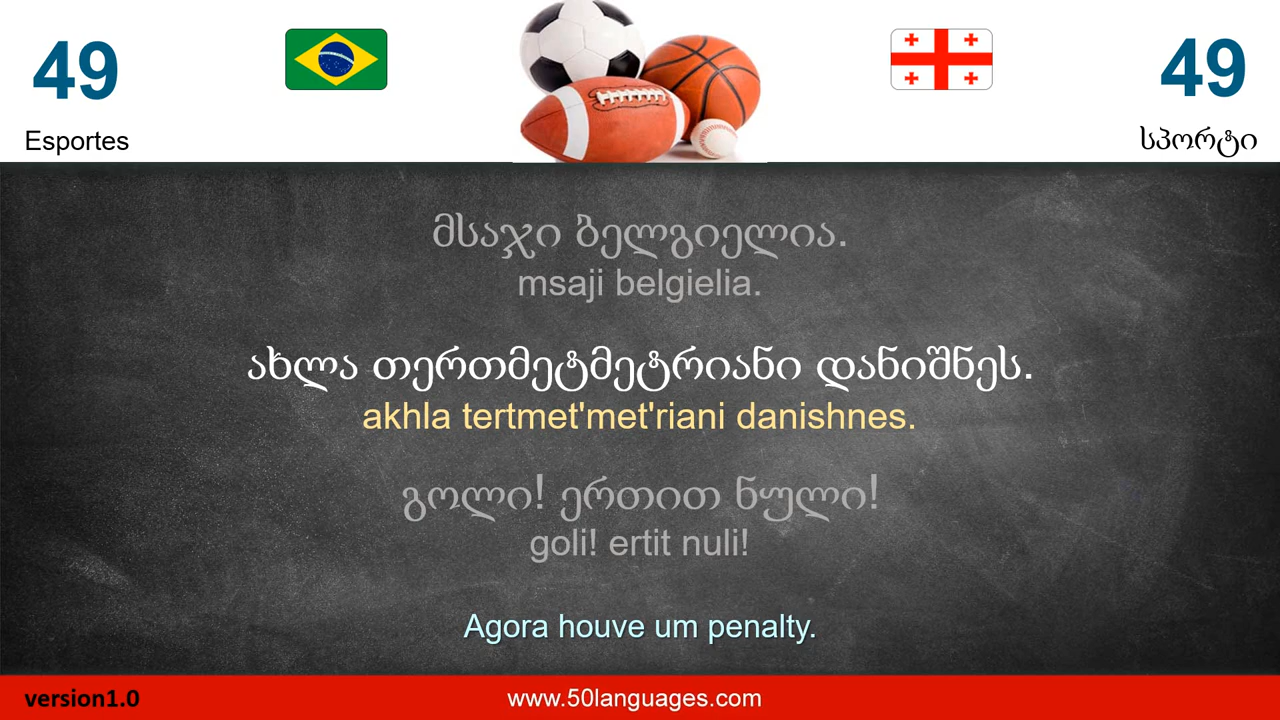 49
49
Esportes
სპორტი
მსაჯი ბელგიელია.
msaji belgielia.
ახლა თერთმეტმეტრიანი დანიშნეს.
akhla tertmet'met'riani danishnes.
გოლი! ერთით ნული!
goli! ertit nuli!
Agora houve um penalty.
version1.0
www.50languages.com